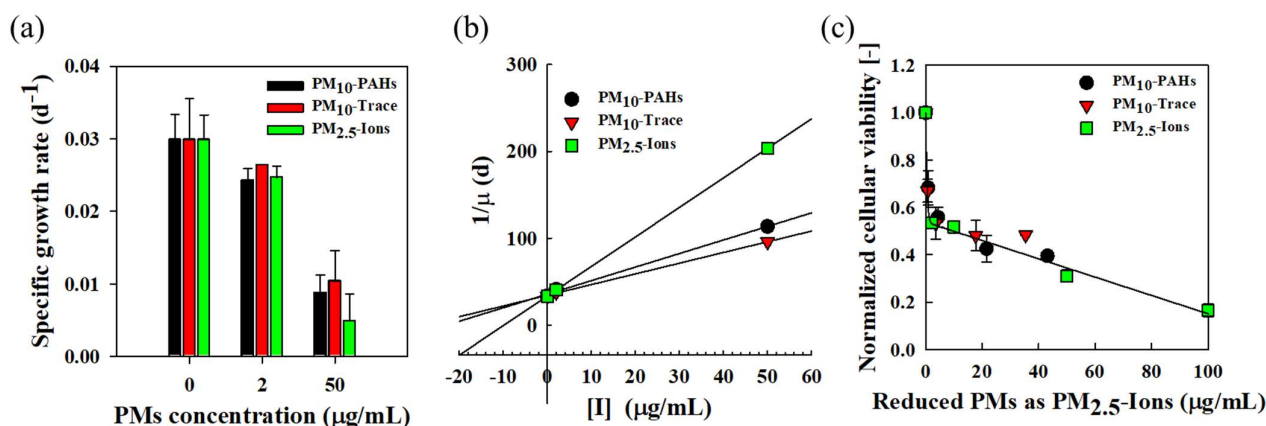 (a)
Specific growth rate (d⁻¹)
0.04
0.03
0.02
0.01
0.00
PM₁₀-PAHs
PM₁₀-Trace
PM₂.₅-Ions
0 2 50
PMs concentration (μg/mL)
(b)
1/μ (d)
300
200
100
0
PM₁₀-PAHs
PM₁₀-Trace
PM₂.₅-Ions
-20 -10 0 10 20 30 40 50 60
[I] (μg/mL)
(c)
Normalized cellular viability [-]
1.2
1.0
0.8
0.6
0.4
0.2
0.0
PM₁₀-PAHs
PM₁₀-Trace
PM₂.₅-Ions
0 20 40 60 80 100
Reduced PMs as PM₂.₅-Ions (μg/mL)